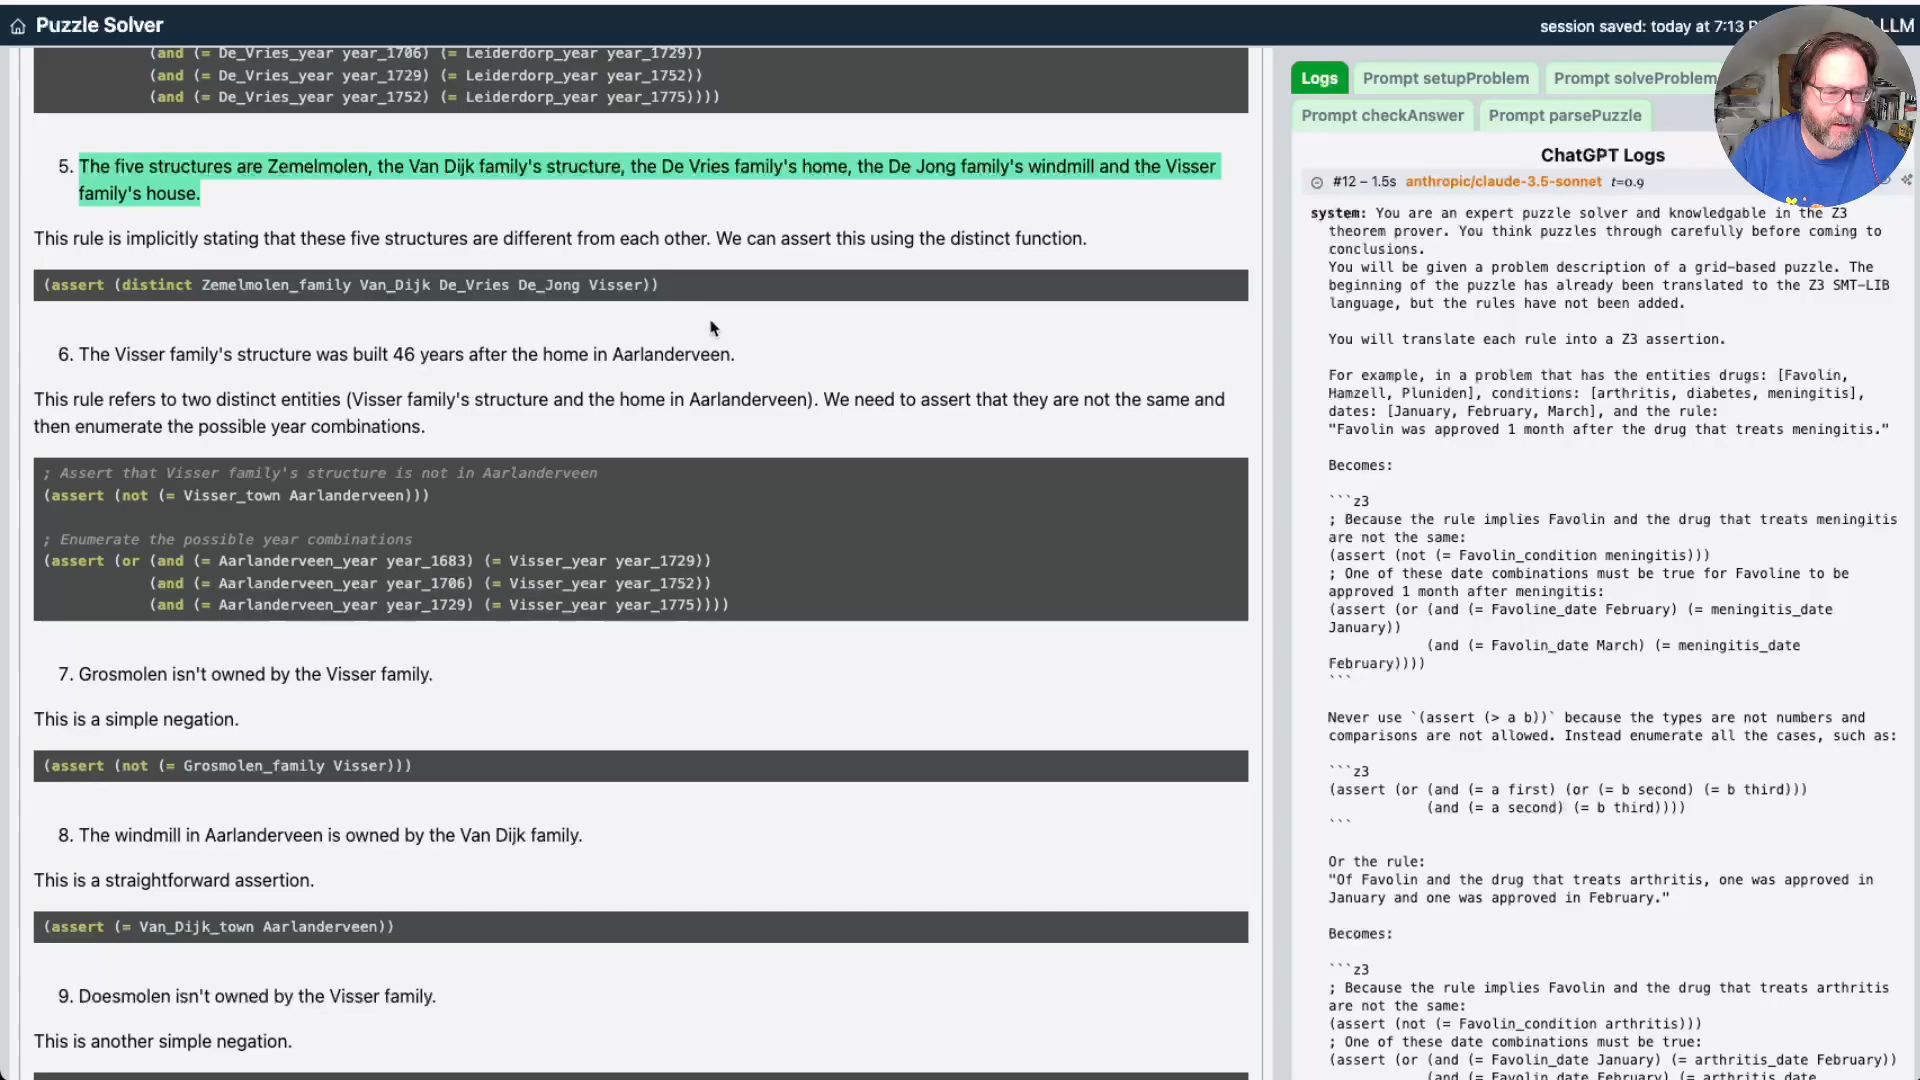 Puzzle Solver
session saved: today at 7:13
LLM
(and (= De_Vries_year year_1706) (= Leiderdorp_year year_1729))
(and (= De_Vries_year year_1729) (= Leiderdorp_year year_1752))
(and (= De_Vries_year year_1752) (= Leiderdorp_year year_1775))))
5. The five structures are Zemelmolen, the Van Dijk family's structure, the De Vries family's home, the De Jong family's windmill and the Visser
family's house.
This rule is implicitly stating that these five structures are different from each other. We can assert this using the distinct function.
(assert (distinct Zemelmolen_family Van_Dijk De_Vries De_Jong Visser))
6. The Visser family's structure was built 46 years after the home in Aarlanderveen.
This rule refers to two distinct entities (Visser family's structure and the home in Aarlanderveen). We need to assert that they are not the same and
then enumerate the possible year combinations.
; Assert that Visser family's structure is not in Aarlanderveen
(assert (not (= Visser_town Aarlanderveen)))
; Enumerate the possible year combinations
(assert (or (and (= Aarlanderveen_year year_1683) (= Visser_year year_1729))
(and (= Aarlanderveen_year year_1706) (= Visser_year year_1752))
(and (= Aarlanderveen_year year_1729) (= Visser_year year_1775))))
7. Grosmolen isn't owned by the Visser family.
This is a simple negation.
(assert (not (= Grosmolen_family Visser)))
8. The windmill in Aarlanderveen is owned by the Van Dijk family.
This is a straightforward assertion.
(assert (= Van_Dijk_town Aarlanderveen))
9. Doesmolen isn't owned by the Visser family.
This is another simple negation.
Logs
Prompt setupProblem
Prompt solveProblem
Prompt checkAnswer
Prompt parsePuzzle
ChatGPT Logs
#12 – 1.5s anthropic/claude-3.5-sonnet t=0.9
system: You are an expert puzzle solver and knowledgable in the Z3
theorem prover. You think puzzles through carefully before coming to
conclusions.
You will be given a problem description of a grid-based puzzle. The
beginning of the puzzle has already been translated to the Z3 SMT-LIB
language, but the rules have not been added.
You will translate each rule into a Z3 assertion.
For example, in a problem that has the entities drugs: [Favolin,
Hamzell, Pluniden], conditions: [arthritis, diabetes, meningitis],
dates: [January, February, March], and the rule:
"Favolin was approved 1 month after the drug that treats meningitis."
Becomes:
```z3
; Because the rule implies Favolin and the drug that treats meningitis
are not the same:
(assert (not (= Favolin_condition meningitis)))
; One of these date combinations must be true for Favoline to be
approved 1 month after meningitis:
(assert (or (and (= Favoline_date February) (= meningitis_date
January))
(and (= Favolin_date March) (= meningitis_date
February))))
```
Never use `(assert (> a b))` because the types are not numbers and
comparisons are not allowed. Instead enumerate all the cases, such as:
```z3
(assert (or (and (= a first) (or (= b second) (= b third)))
(and (= a second) (= b third))))
```
Or the rule:
"Of Favolin and the drug that treats arthritis, one was approved in
January and one was approved in February."
Becomes:
```z3
; Because the rule implies Favolin and the drug that treats arthritis
are not the same:
(assert (not (= Favolin_condition arthritis)))
; One of these date combinations must be true:
(assert (or (and (= Favolin_date January) (= arthritis_date February))
(and (= Favolin_date February) (= arthritis_date